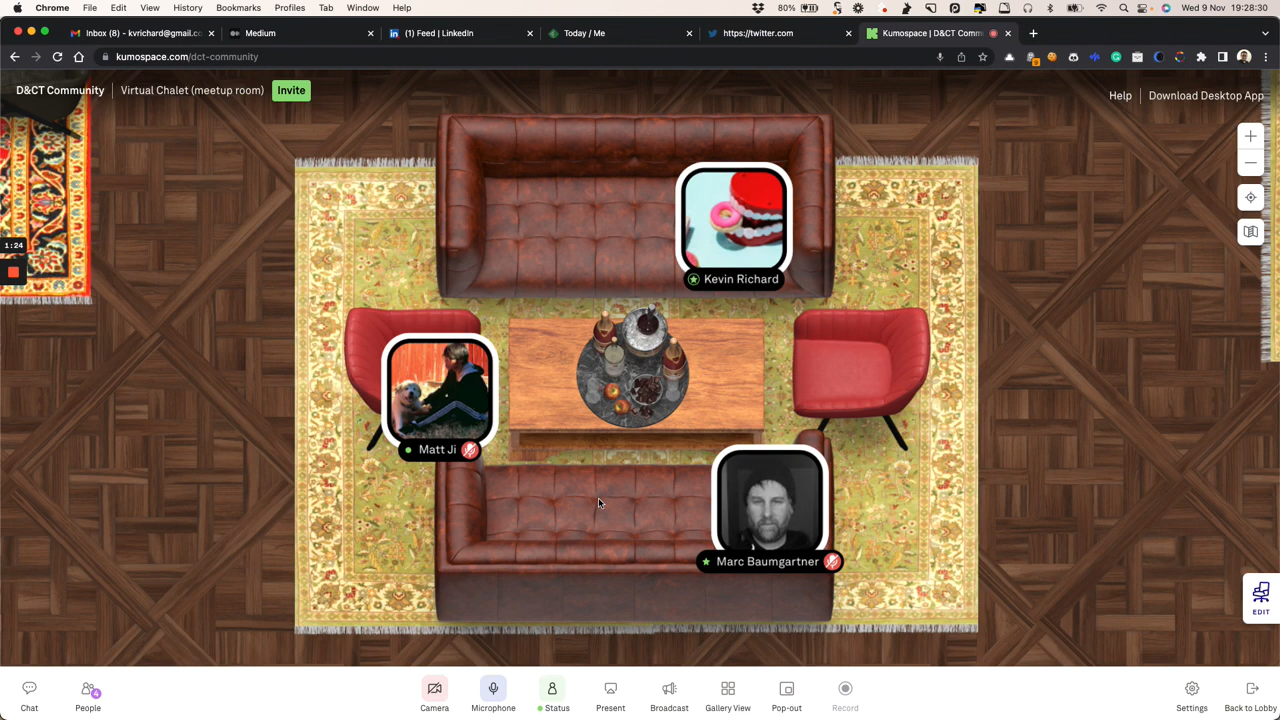 Chrome File Edit View History Bookmarks Profiles Tab Window Help
80% Wed 9 Nov 19:28:30
Inbox (8) - kvrichard@gmail.c Medium (1) Feed | LinkedIn Today / Me https://twitter.com Kumospace | D&CT Comm
kumospace.com/dct-community
D&CT Community Virtual Chalet (meetup room) Invite
Help Download Desktop App
1:24
Kevin Richard
Matt Ji
Marc Baumgartner
EDIT
4
Chat People Camera Microphone Status Present Broadcast Gallery View Pop-out Record Settings Back to Lobby